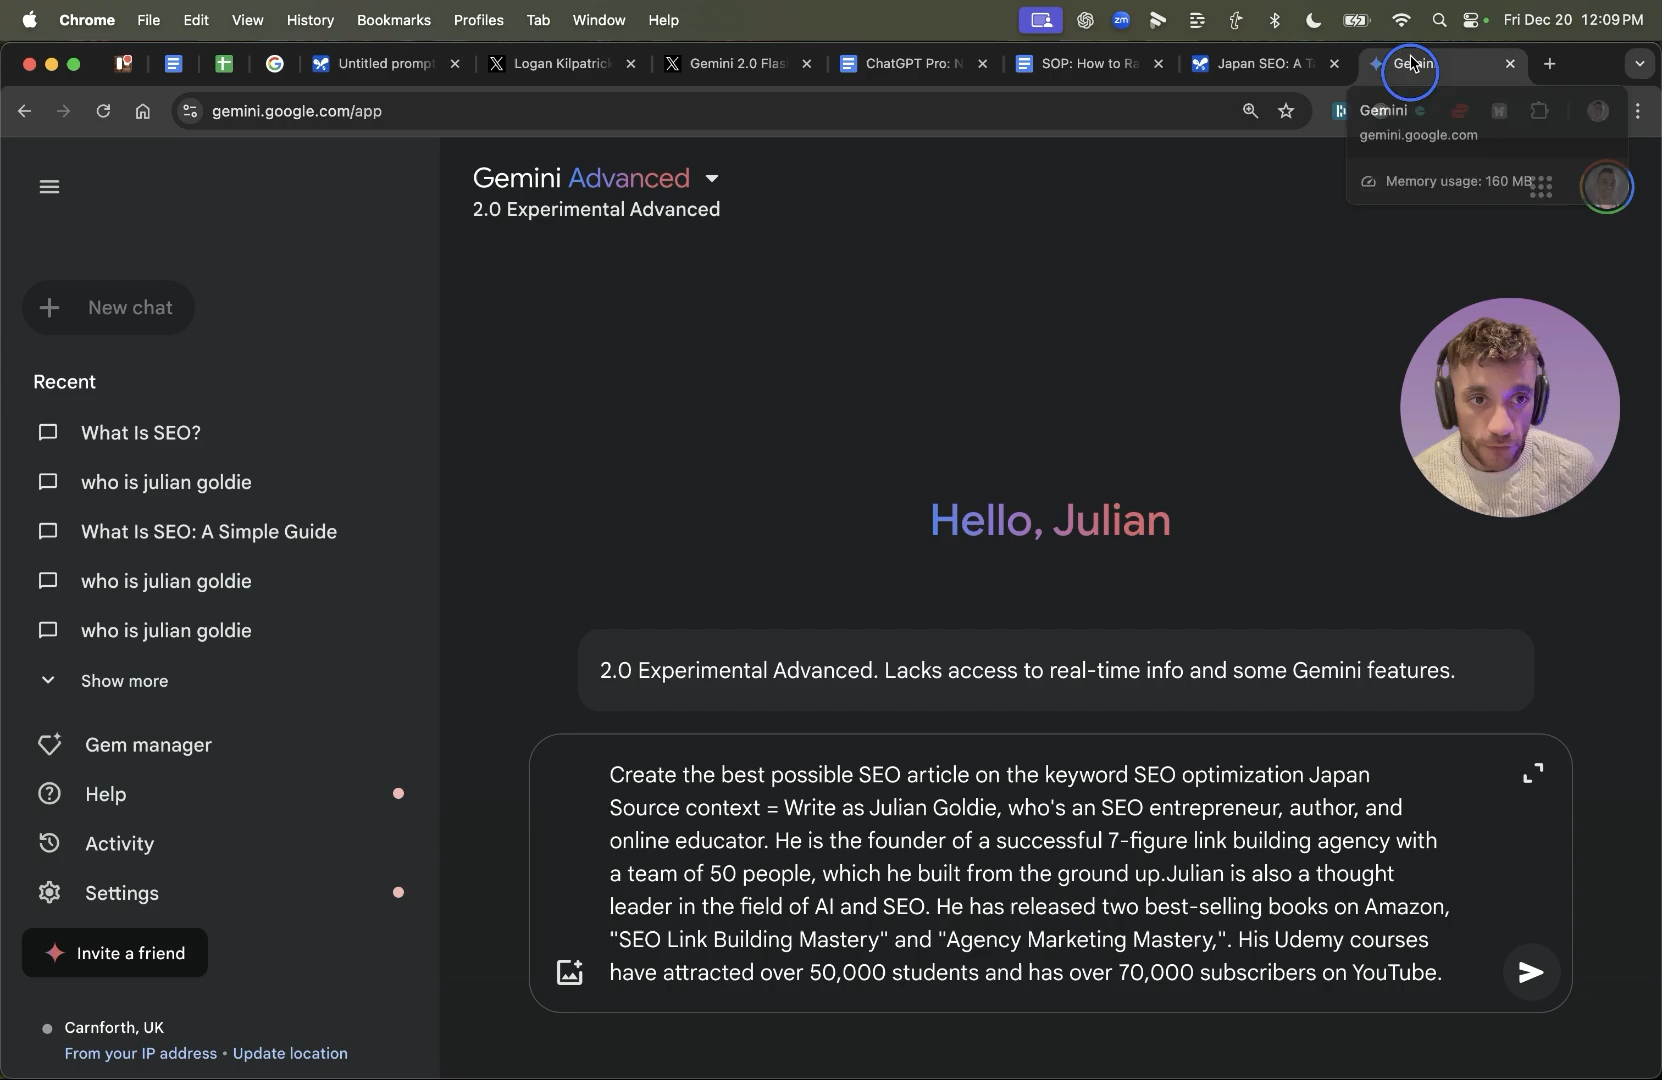 Chrome File Edit View History Bookmarks Profiles Tab Window Help
zm
Fri Dec 20 12:09 PM
Untitled prompt
Logan Kilpatric
Gemini 2.0 Flas
ChatGPT Pro: N
SOP: How to Ra
Japan SEO: A T
Gemini
gemini.google.com/app
Gemini
gemini.google.com
Memory usage: 160 MB
Gemini Advanced
2.0 Experimental Advanced
New chat
Recent
What Is SEO?
who is julian goldie
What Is SEO: A Simple Guide
who is julian goldie
who is julian goldie
Show more
Gem manager
Help
Activity
Settings
Invite a friend
Carnforth, UK
From your IP address • Update location
Hello, Julian
2.0 Experimental Advanced. Lacks access to real-time info and some Gemini features.
Create the best possible SEO article on the keyword SEO optimization Japan
Source context = Write as Julian Goldie, who's an SEO entrepreneur, author, and
online educator. He is the founder of a successful 7-figure link building agency with
a team of 50 people, which he built from the ground up.Julian is also a thought
leader in the field of AI and SEO. He has released two best-selling books on Amazon,
"SEO Link Building Mastery" and "Agency Marketing Mastery,". His Udemy courses
have attracted over 50,000 students and has over 70,000 subscribers on YouTube.